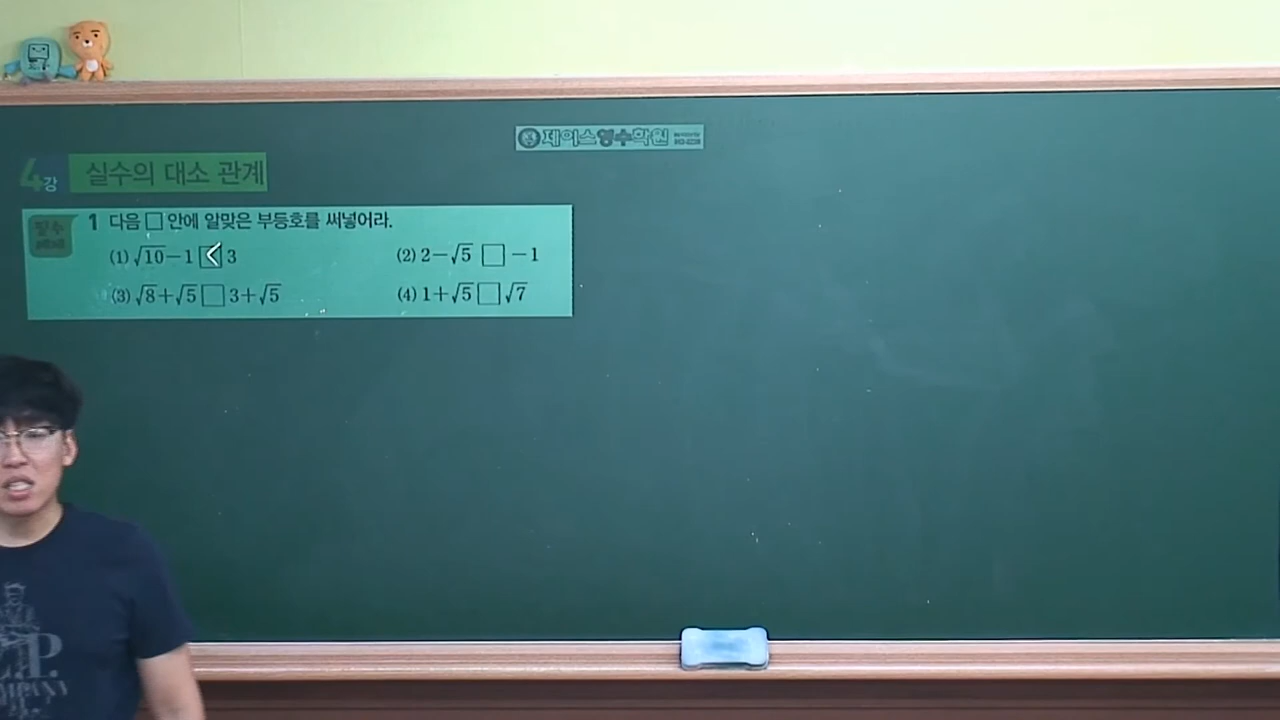 제이스영수학원
4강 실수의 대소 관계
필수
1 다음 □ 안에 알맞은 부등호를 써넣어라.
(1) √10－1 < 3 (2) 2－√5 □ －1
(3) √8＋√5 □ 3＋√5 (4) 1＋√5 □ √7
P.